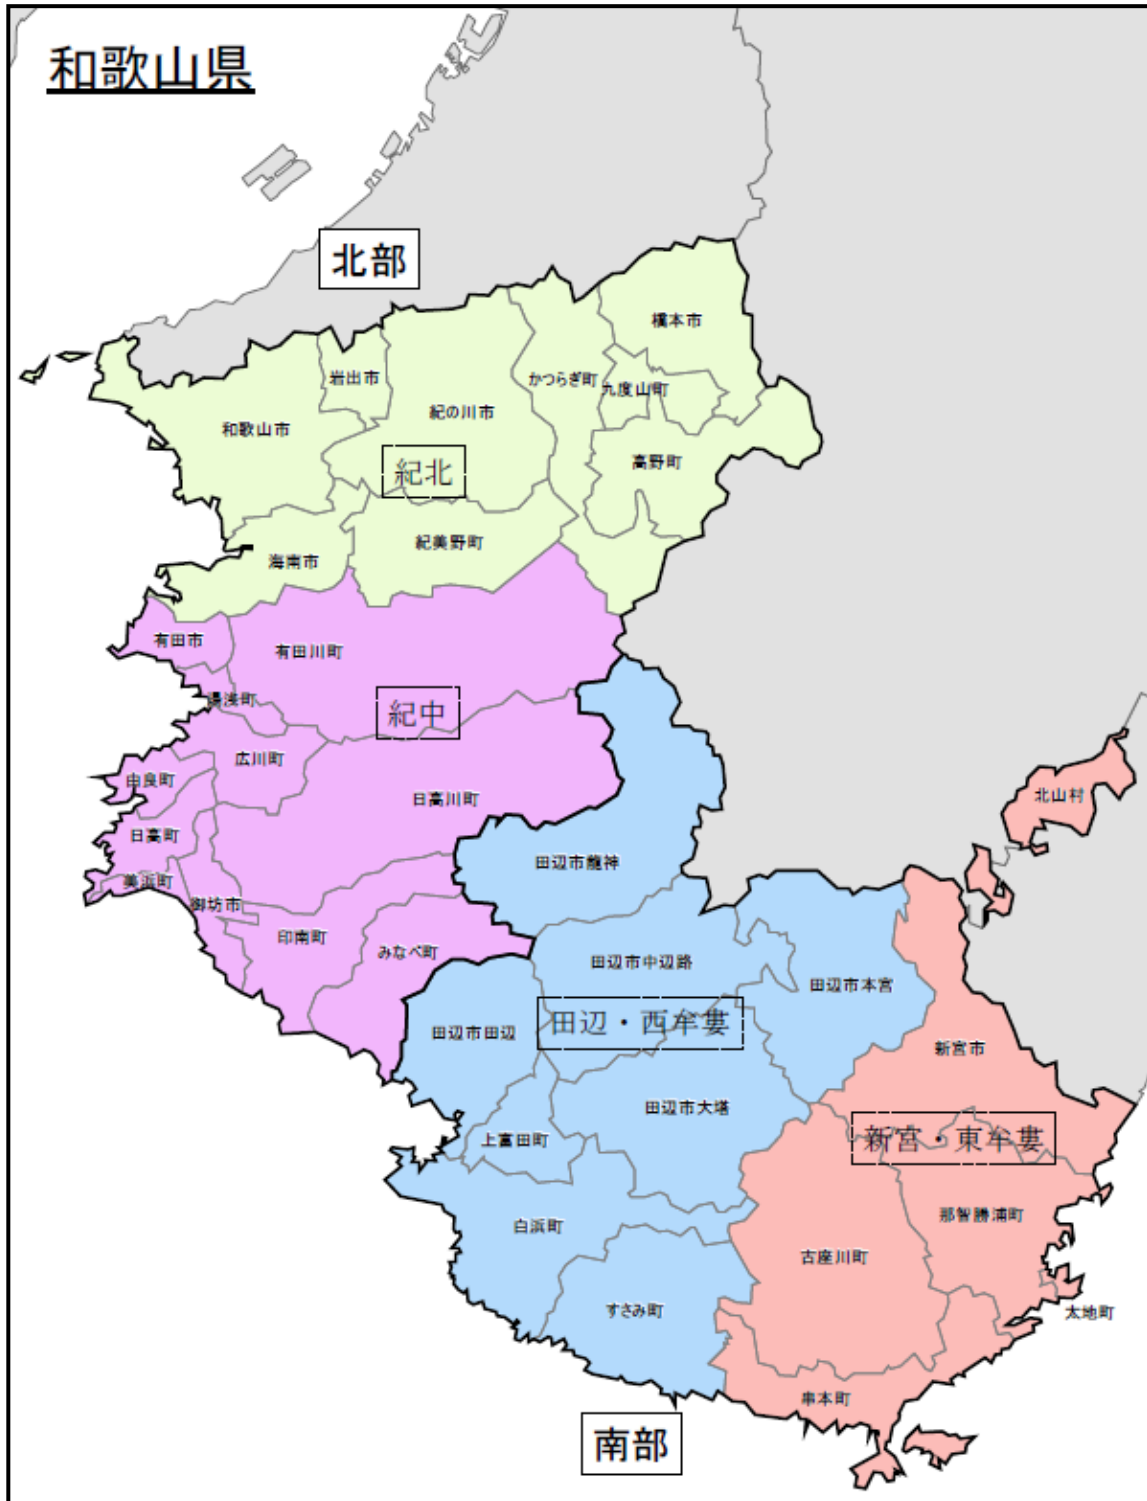 和歌山県
北部
橋本市
岩出市
かつらぎ町
九度山町
紀の川市
和歌山市
高野町
紀北
紀美野町
海南市
有田市
有田川町
湯浅町
紀中
広川町
由良町
日高川町
北山村
日高町
田辺市龍神
美浜町
御坊市
印南町
みなべ町
田辺市中辺路
田辺市本宮
田辺市田辺
田辺・西牟婁
新宮市
田辺市大塔
上富田町
新宮・東牟婁
那智勝浦町
白浜町
古座川町
すさみ町
太地町
串本町
南部